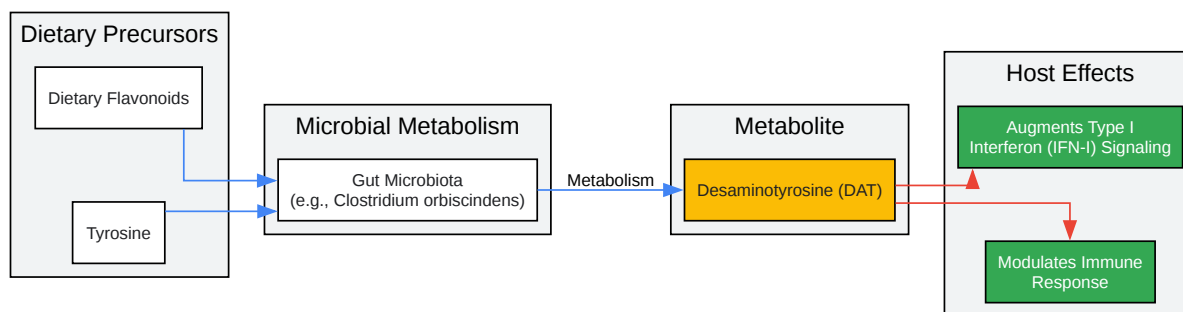 Dietary Precursors
Dietary Flavonoids
Tyrosine
Microbial Metabolism
Gut Microbiota
(e.g., Clostridium orbiscindens)
Metabolism
Metabolite
Desaminotyrosine (DAT)
Host Effects
Augments Type I
Interferon (IFN-I) Signaling
Modulates Immune
Response